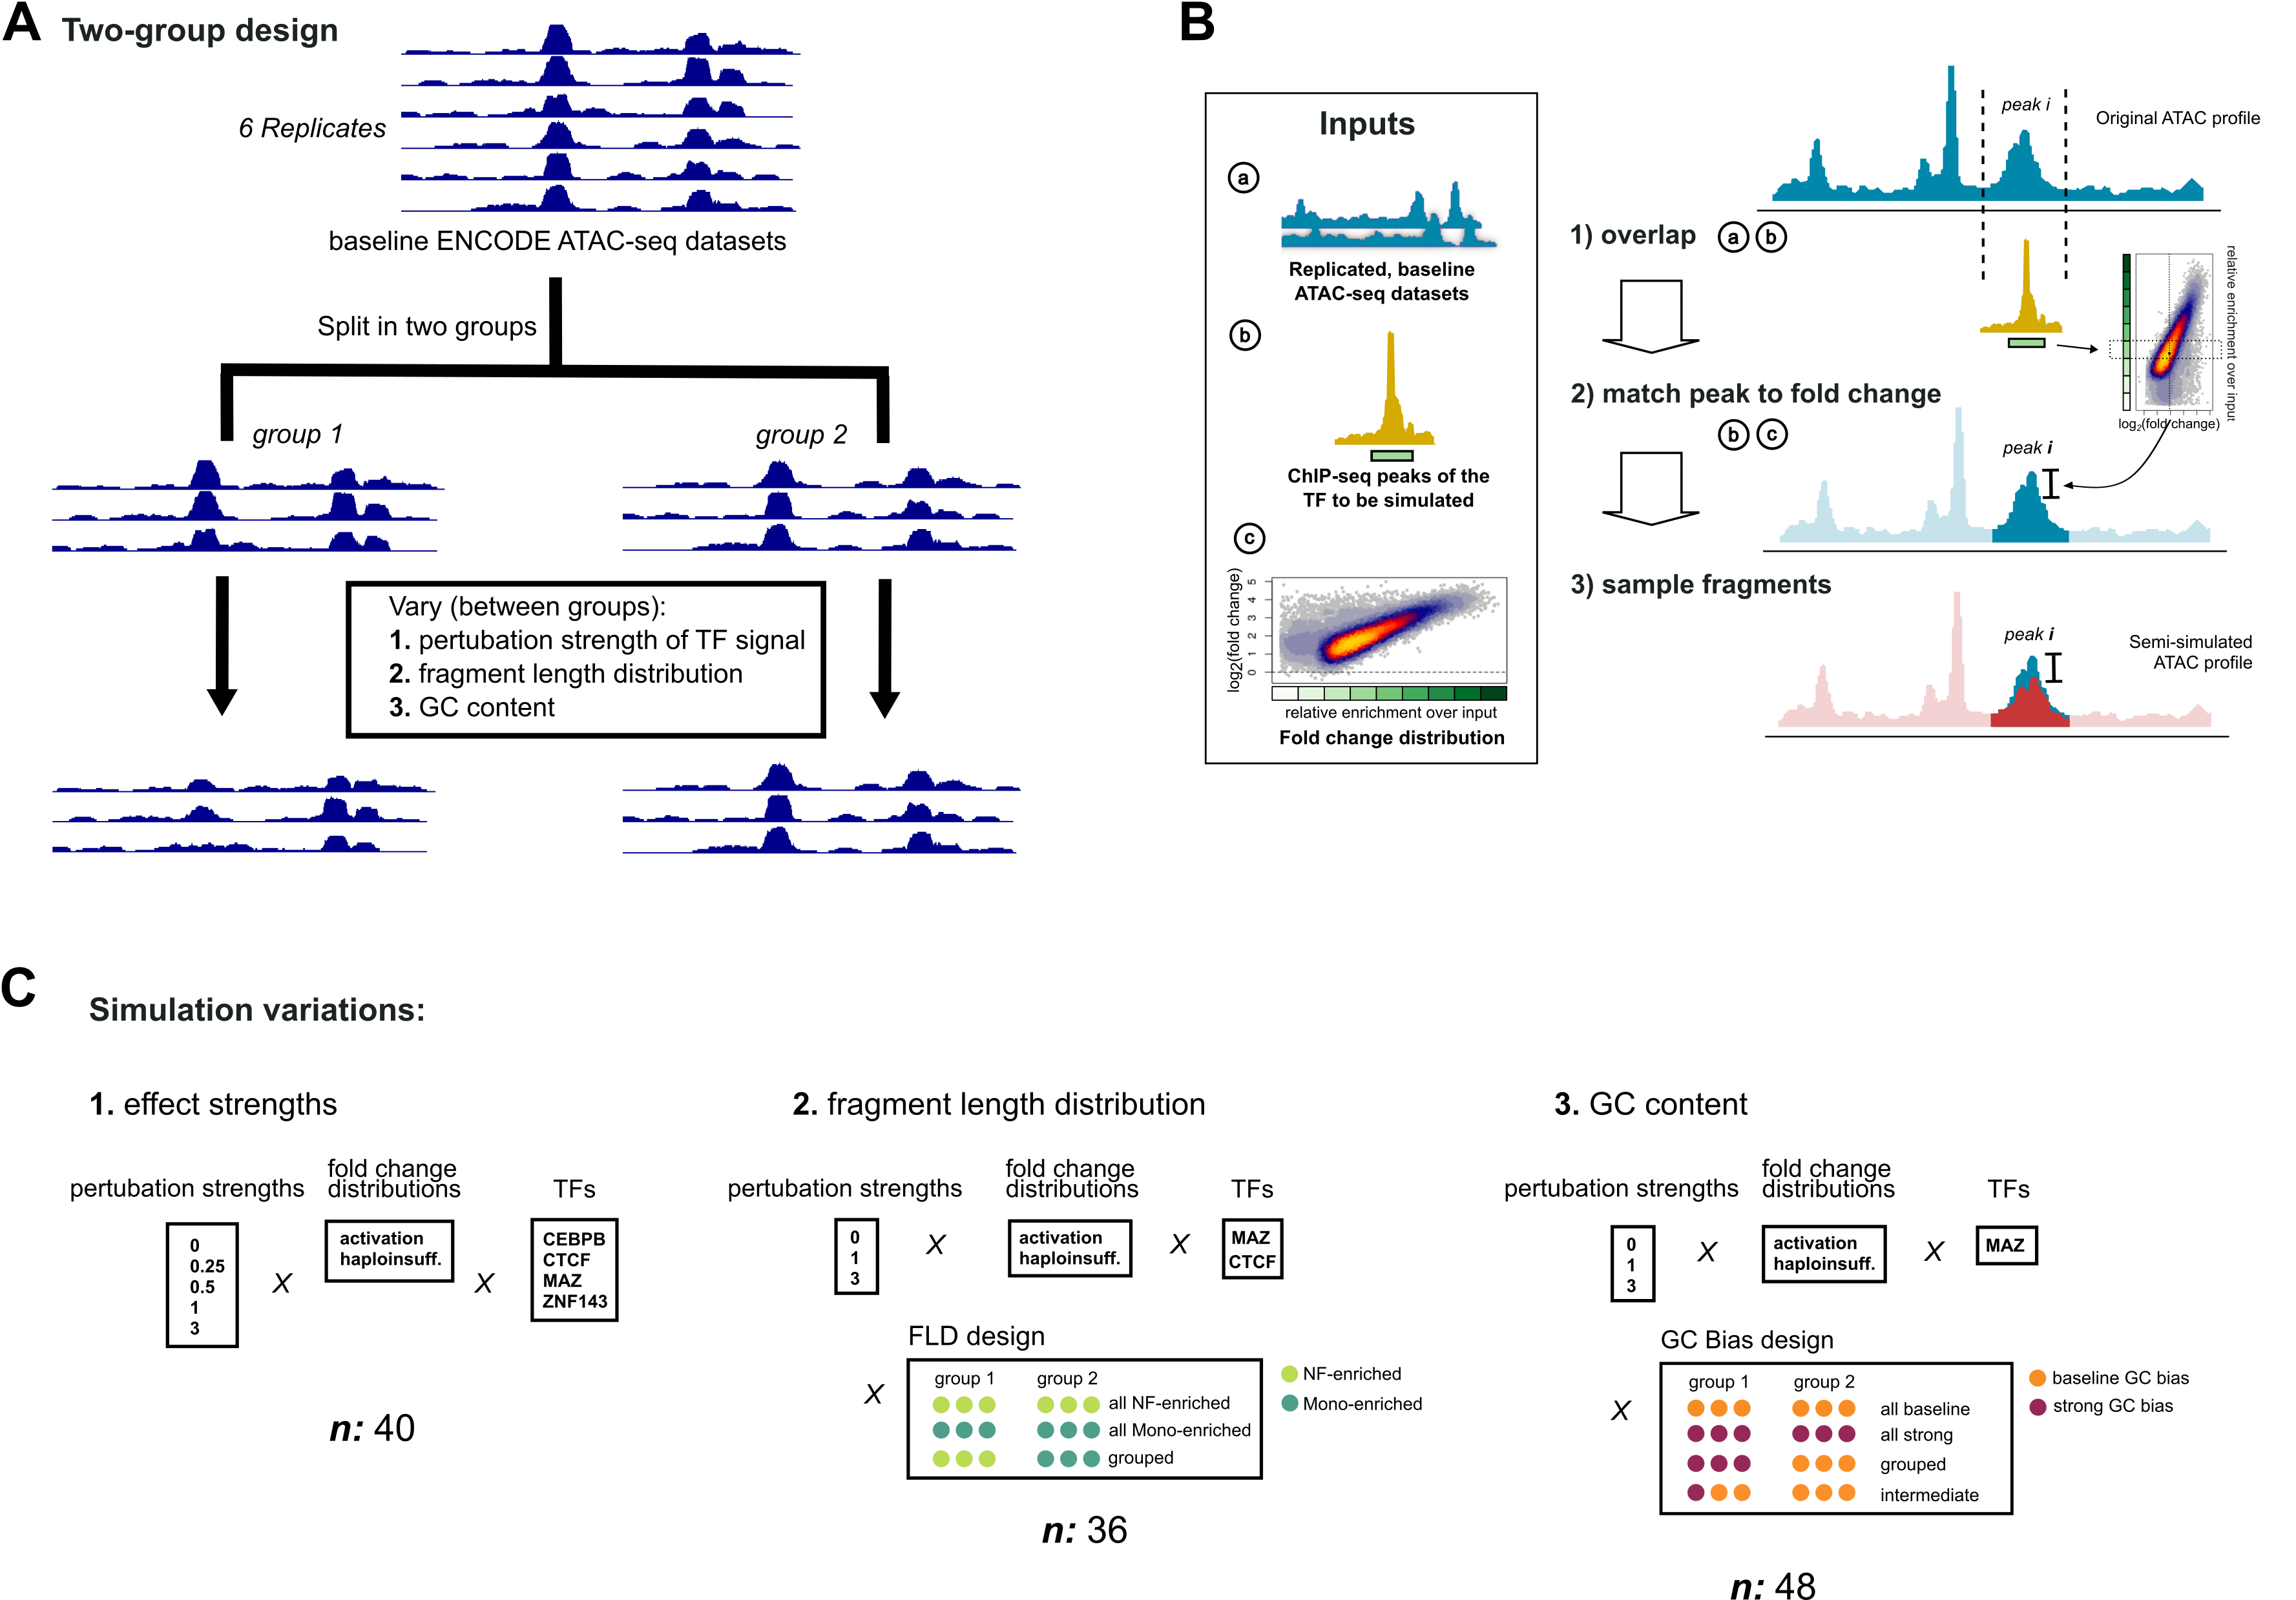 A
Two-group design
6 Replicates
baseline ENCODE ATAC-seq datasets
Split in two groups
group 1
group 2
Vary (between groups):
1. pertubation strength of TF signal
2. fragment length distribution
3. GC content
B
Inputs
a
Replicated, baseline
ATAC-seq datasets
b
ChIP-seq peaks of the
TF to be simulated
c
log2(fold change)
5
4
3
2
1
0
relative enrichment over input
Fold change distribution
peak i
Original ATAC profile
1) overlap a b
relative enrichment over input
log2(fold change)
2) match peak to fold change
b c
peak i
3) sample fragments
peak i
Semi-simulated
ATAC profile
C
Simulation variations:
1. effect strengths
pertubation strengths
fold change
distributions
TFs
0
0.25
0.5
1
3
X
activation
haploinsuff.
X
CEBPB
CTCF
MAZ
ZNF143
n: 40
2. fragment length distribution
pertubation strengths
fold change
distributions
TFs
0
1
3
X
activation
haploinsuff.
X
MAZ
CTCF
FLD design
X
group 1 group 2
all NF-enriched
all Mono-enriched
grouped
NF-enriched
Mono-enriched
n: 36
3. GC content
pertubation strengths
fold change
distributions
TFs
0
1
3
X
activation
haploinsuff.
X
MAZ
GC Bias design
X
group 1 group 2
all baseline
all strong
grouped
intermediate
baseline GC bias
strong GC bias
n: 48